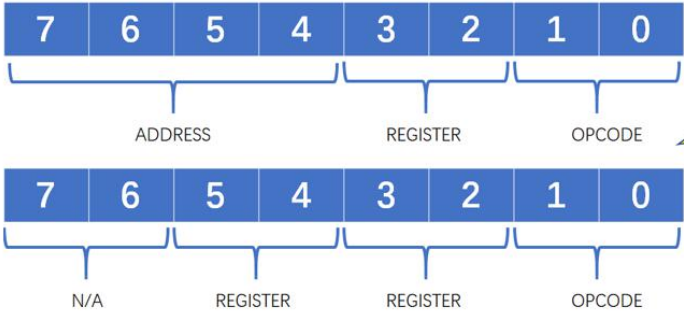 7 6 5 4 3 2 1 0
ADDRESS REGISTER OPCODE
7 6 5 4 3 2 1 0
N/A REGISTER REGISTER OPCODE